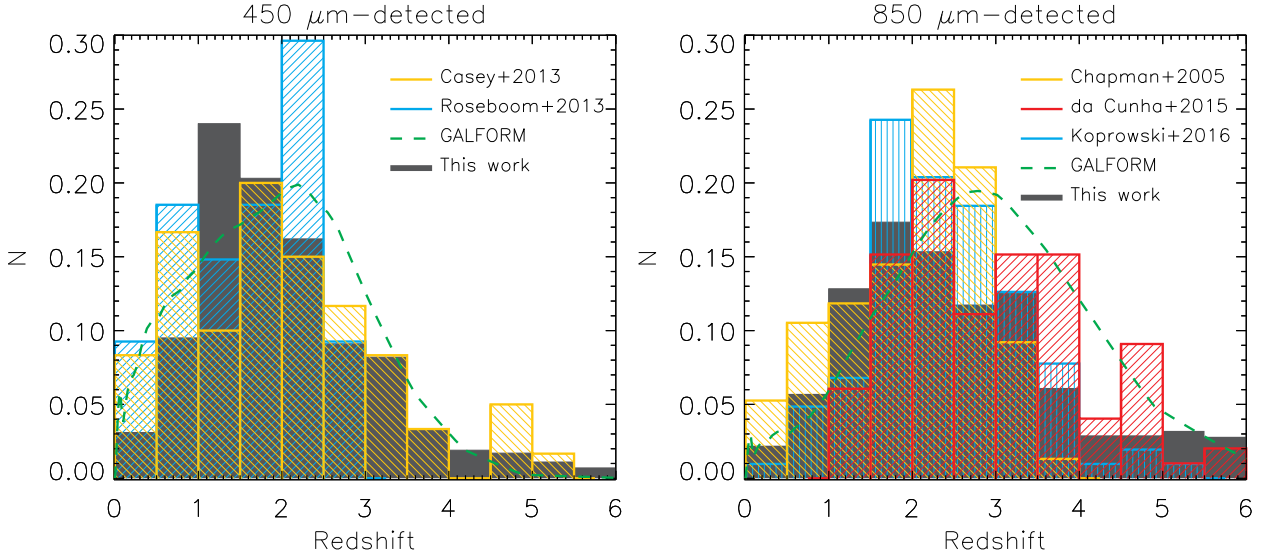 450 μm-detected
0.30
0.25
0.20
0.15
0.10
0.05
0.00
N
Casey+2013
Roseboom+2013
GALFORM
This work
0 1 2 3 4 5 6
Redshift
850 μm-detected
0.30
0.25
0.20
0.15
0.10
0.05
0.00
N
Chapman+2005
da Cunha+2015
Koprowski+2016
GALFORM
This work
0 1 2 3 4 5 6
Redshift